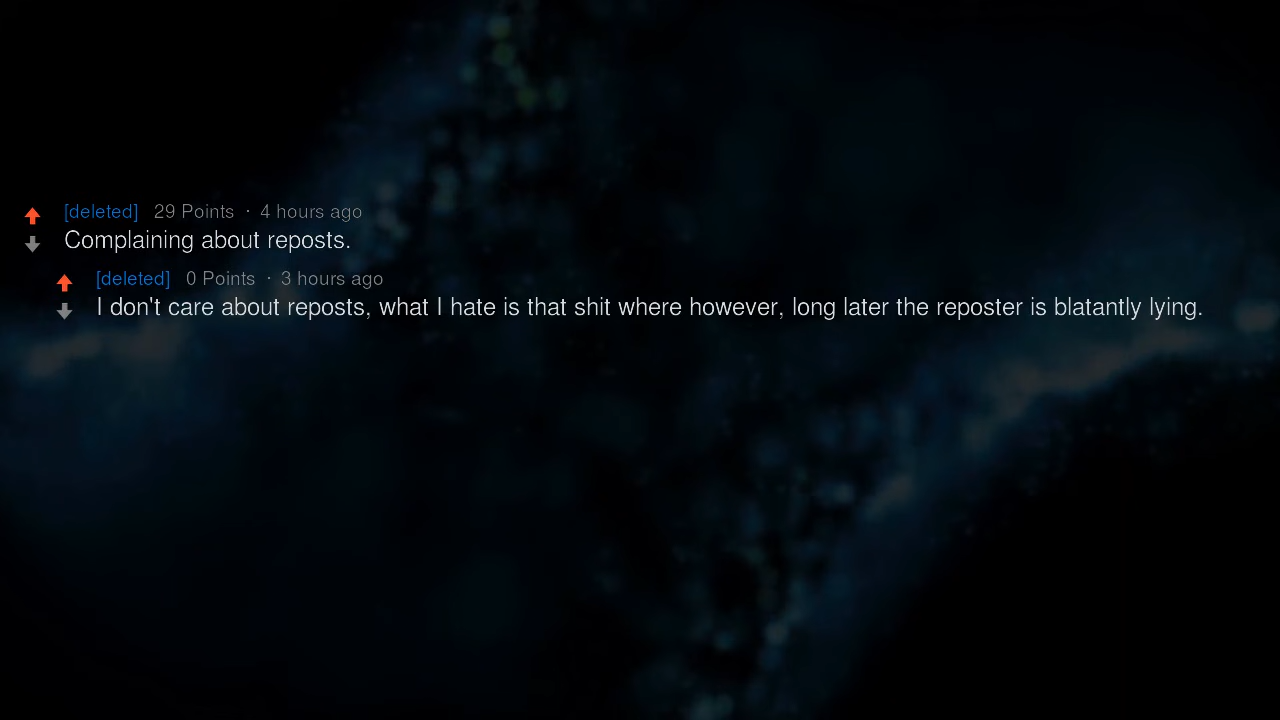 [deleted] 29 Points · 4 hours ago
Complaining about reposts.
[deleted] 0 Points · 3 hours ago
I don't care about reposts, what I hate is that shit where however, long later the reposter is blatantly lying.